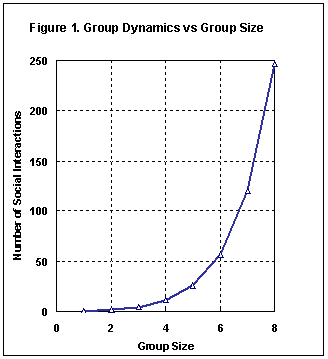 Figure 1. Group Dynamics vs Group Size
250
200
150
100
50
0
Number of Social Interactions
0 2 4 6 8
Group Size